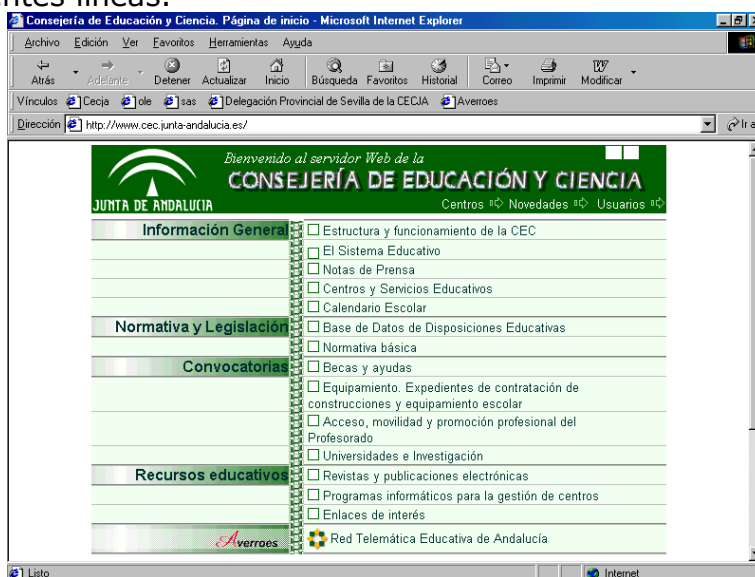 entes líneas:
Consejería de Educación y Ciencia. Página de inicio - Microsoft Internet Explorer
Archivo Edición Ver Favoritos Herramientas Ayuda
Atrás Adelante Detener Actualizar Inicio Búsqueda Favoritos Historial Correo Imprimir Modificar
Vínculos Cecja ole sas Delegación Provincial de Sevilla de la CECJA Averroes
Dirección http://www.cec.junta-andalucia.es/ Ir a
Bienvenido al servidor Web de la
CONSEJERÍA DE EDUCACIÓN Y CIENCIA
JUNTA DE ANDALUCIA Centros Novedades Usuarios
Información General Estructura y funcionamiento de la CEC
El Sistema Educativo
Notas de Prensa
Centros y Servicios Educativos
Calendario Escolar
Normativa y Legislación Base de Datos de Disposiciones Educativas
Normativa básica
Convocatorias Becas y ayudas
Equipamiento. Expedientes de contratación de
construcciones y equipamiento escolar
Acceso, movilidad y promoción profesional del
Profesorado
Universidades e Investigación
Recursos educativos Revistas y publicaciones electrónicas
Programas informáticos para la gestión de centros
Enlaces de interés
Averroes Red Telemática Educativa de Andalucía
Listo Internet